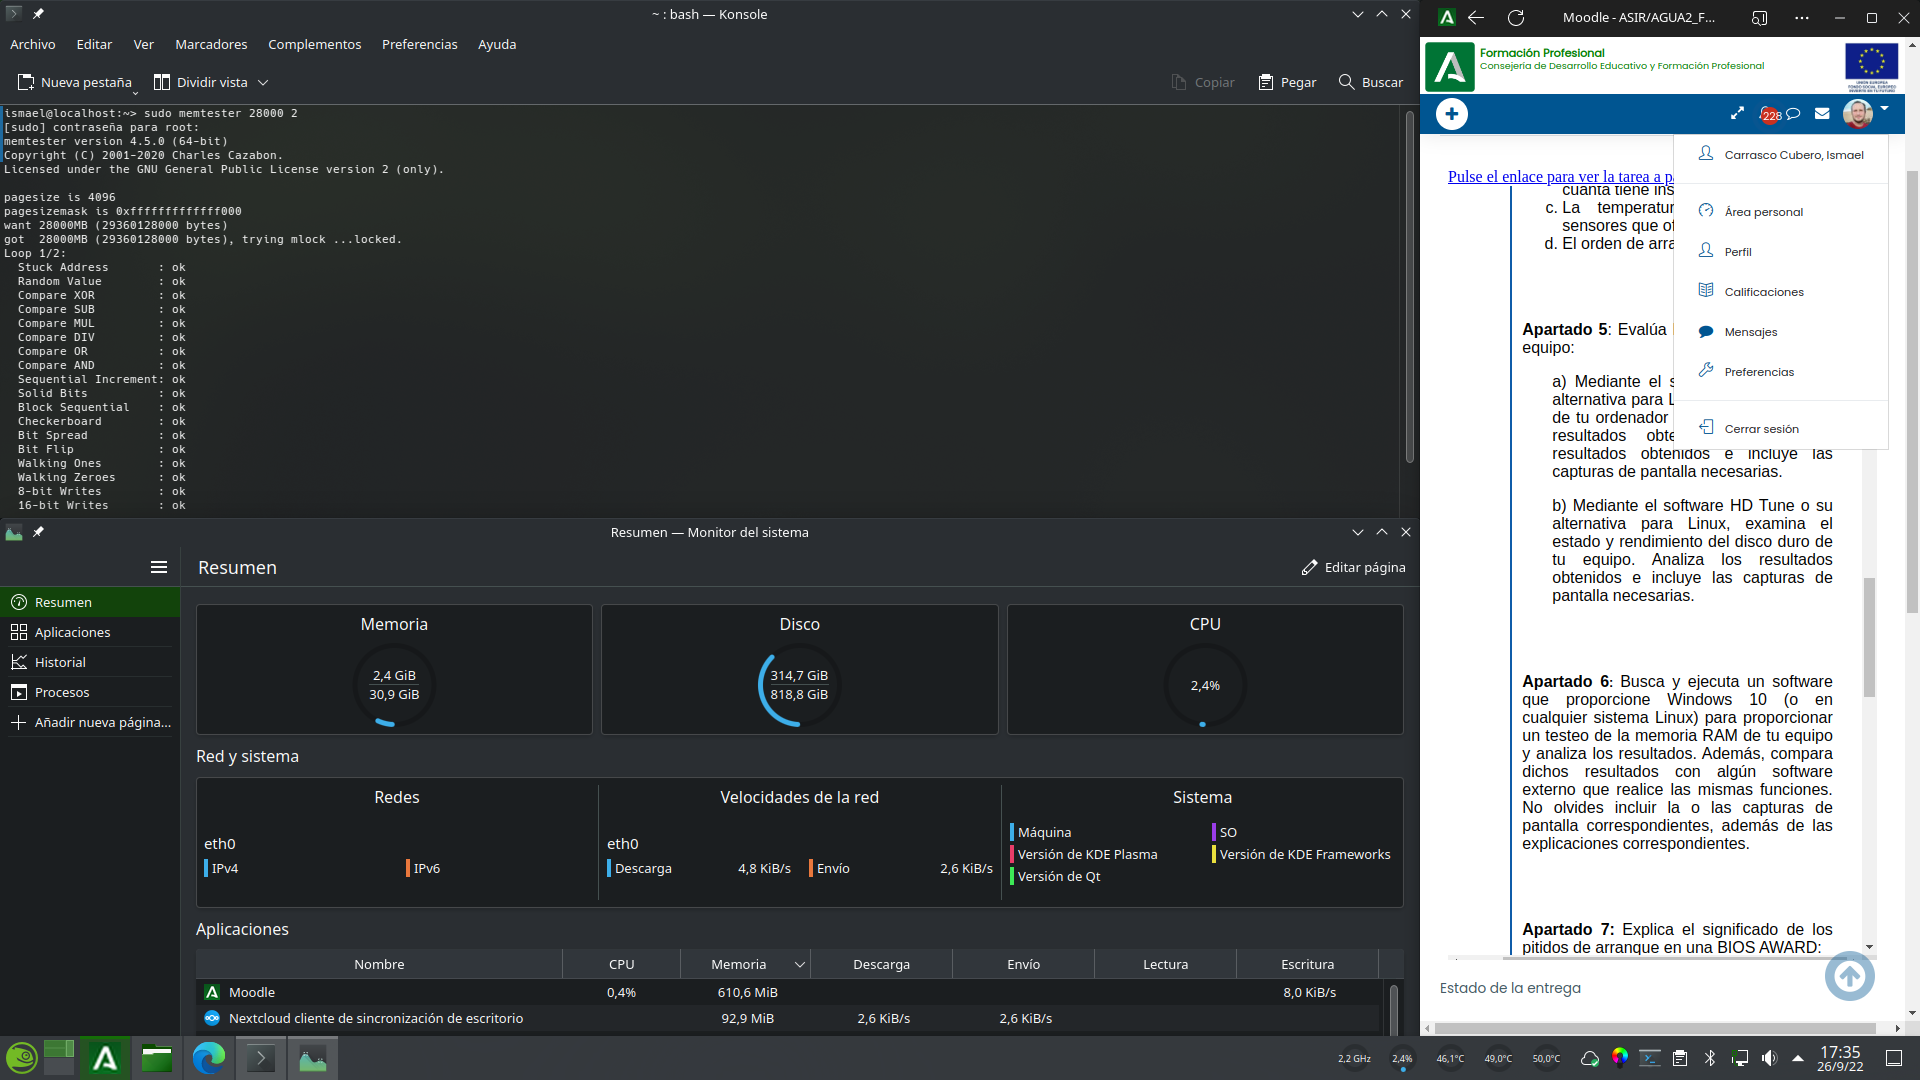 ~ : bash — Konsole
Archivo Editar Ver Marcadores Complementos Preferencias Ayuda
Nueva pestaña Dividir vista Copiar Pegar Buscar
ismael@localhost:~> sudo memtester 28000 2
[sudo] contraseña para root:
memtester version 4.5.0 (64-bit)
Copyright (C) 2001-2020 Charles Cazabon.
Licensed under the GNU General Public License version 2 (only).
pagesize is 4096
pagesizemask is 0xfffffffffffff000
want 28000MB (29360128000 bytes)
got  28000MB (29360128000 bytes), trying mlock ...locked.
Loop 1/2:
Stuck Address : ok
Random Value : ok
Compare XOR : ok
Compare SUB : ok
Compare MUL : ok
Compare DIV : ok
Compare OR : ok
Compare AND : ok
Sequential Increment: ok
Solid Bits : ok
Block Sequential : ok
Checkerboard : ok
Bit Spread : ok
Bit Flip : ok
Walking Ones : ok
Walking Zeroes : ok
8-bit Writes : ok
16-bit Writes : ok
Resumen — Monitor del sistema
Resumen Editar página
Resumen
Aplicaciones
Historial
Procesos
Añadir nueva página...
Memoria
2,4 GiB
30,9 GiB
Disco
314,7 GiB
818,8 GiB
CPU
2,4%
Red y sistema
Redes
eth0
IPv4 IPv6
Velocidades de la red
eth0
Descarga 4,8 KiB/s Envío 2,6 KiB/s
Sistema
Máquina SO
Versión de KDE Plasma Versión de KDE Frameworks
Versión de Qt
Aplicaciones
Nombre CPU Memoria Descarga Envío Lectura Escritura
Moodle 0,4% 610,6 MiB 8,0 KiB/s
Nextcloud cliente de sincronización de escritorio 92,9 MiB 2,6 KiB/s 2,6 KiB/s
Moodle - ASIR/AGUA2_F...
Formación Profesional
Consejería de Desarrollo Educativo y Formación Profesional
UNIÓN EUROPEA
228
Carrasco Cubero, Ismael
Área personal
Perfil
Calificaciones
Mensajes
Preferencias
Cerrar sesión
Pulse el enlace para ver la tarea a p
cuánta tiene ins
c. La temperatur
sensores que of
d. El orden de arra
Apartado 5: Evalúa
equipo:
a) Mediante el s
alternativa para L
de tu ordenador
resultados obte
resultados obtenidos e incluye las
capturas de pantalla necesarias.
b) Mediante el software HD Tune o su
alternativa para Linux, examina el
estado y rendimiento del disco duro de
tu equipo. Analiza los resultados
obtenidos e incluye las capturas de
pantalla necesarias.
Apartado 6: Busca y ejecuta un software
que proporcione Windows 10 (o en
cualquier sistema Linux) para proporcionar
un testeo de la memoria RAM de tu equipo
y analiza los resultados. Además, compara
dichos resultados con algún software
externo que realice las mismas funciones.
No olvides incluir la o las capturas de
pantalla correspondientes, además de las
explicaciones correspondientes.
Apartado 7: Explica el significado de los
pitidos de arranque en una BIOS AWARD:
Estado de la entrega
2,2 GHz 2,4% 46,1°C 49,0°C 50,0°C
17:35
26/9/22